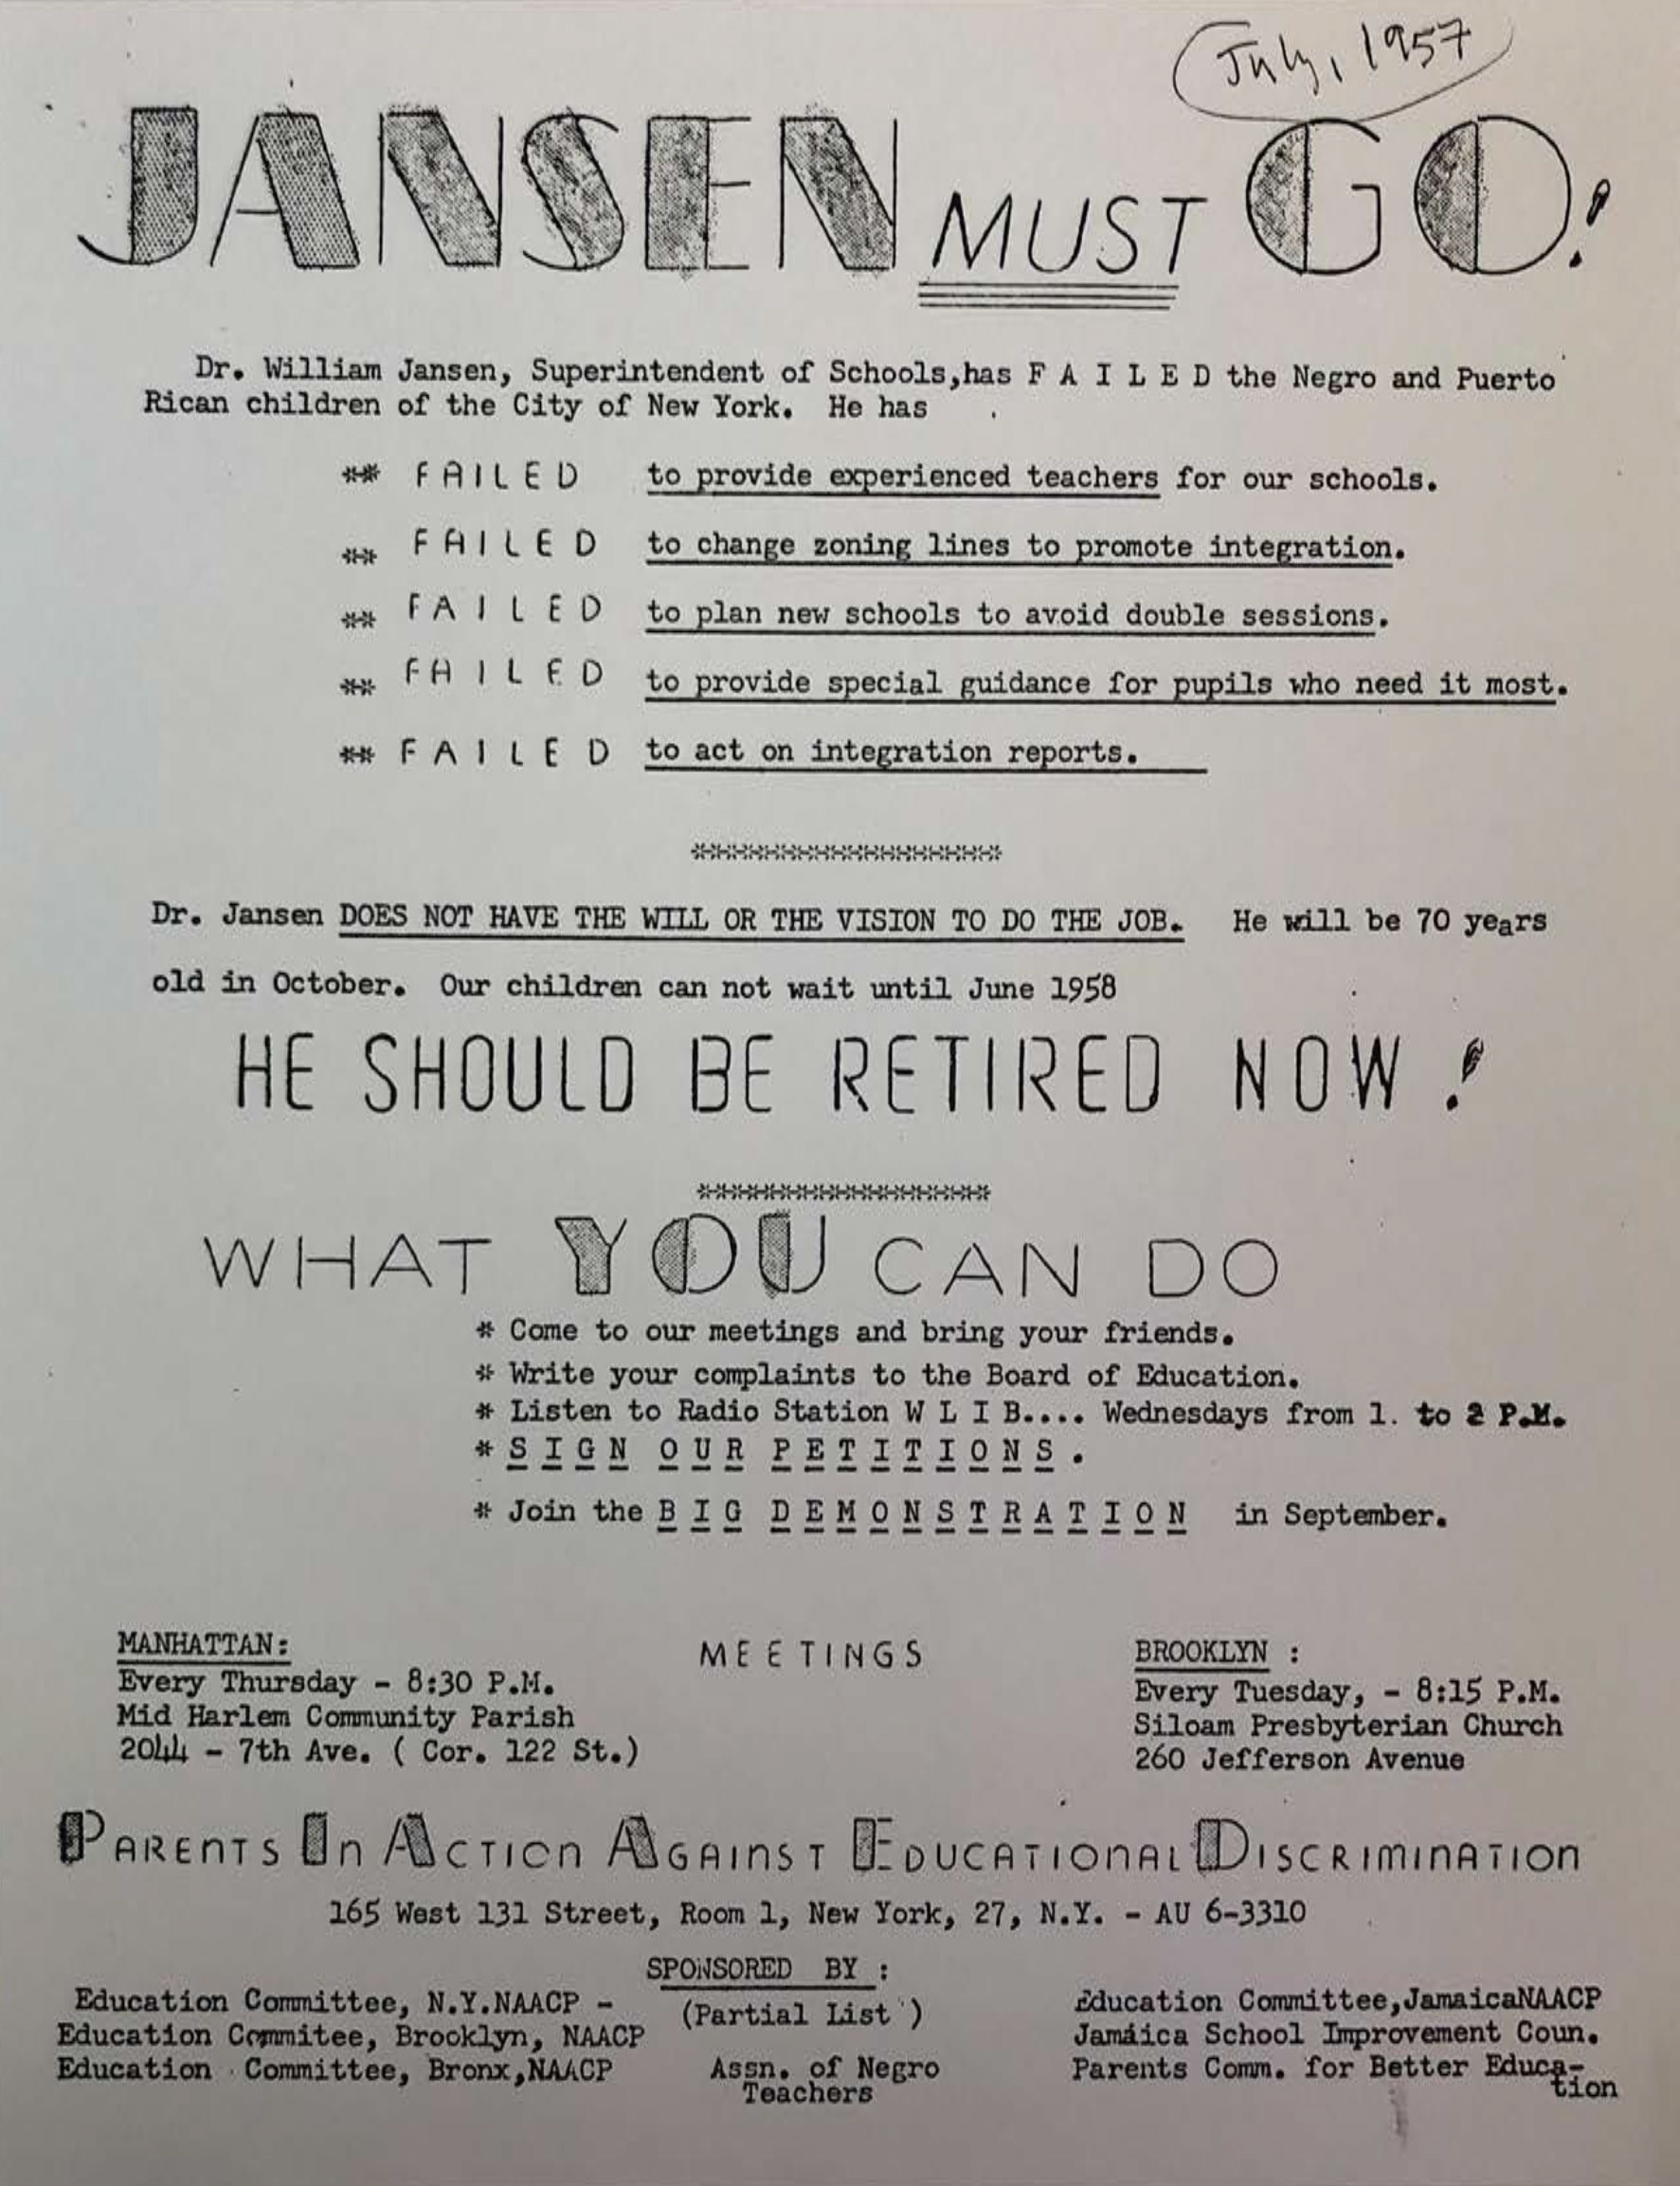 July, 1957
JANSEN MUST GO!
Dr. William Jansen, Superintendent of Schools,has F A I L E D the Negro and Puerto
Rican children of the City of New York. He has
** FAILED to provide experienced teachers for our schools.
** FAILED to change zoning lines to promote integration.
** FAILED to plan new schools to avoid double sessions.
** FAILED to provide special guidance for pupils who need it most.
** FAILED to act on integration reports.
*******************
Dr. Jansen DOES NOT HAVE THE WILL OR THE VISION TO DO THE JOB. He will be 70 years
old in October. Our children can not wait until June 1958
HE SHOULD BE RETIRED NOW!
******************
WHAT YOU CAN DO
* Come to our meetings and bring your friends.
* Write your complaints to the Board of Education.
* Listen to Radio Station W L I B.... Wednesdays from 1. to 2 P.M.
* S I G N O U R P E T I T I O N S .
* Join the B I G D E M O N S T R A T I O N in September.
MEETINGS
MANHATTAN:
Every Thursday - 8:30 P.M.
Mid Harlem Community Parish
2044 - 7th Ave. ( Cor. 122 St.)
BROOKLYN :
Every Tuesday, - 8:15 P.M.
Siloam Presbyterian Church
260 Jefferson Avenue
PARENTS IN ACTION AGAINST EDUCATIONAL DISCRIMINATION
165 West 131 Street, Room 1, New York, 27, N.Y. - AU 6-3310
SPONSORED BY :
(Partial List )
Education Committee, N.Y.NAACP -
Education Commitee, Brooklyn, NAACP
Education Committee, Bronx,NAACP
Assn. of Negro
Teachers
Education Committee,JamaicaNAACP
Jamaica School Improvement Coun.
Parents Comm. for Better Educa-
tion